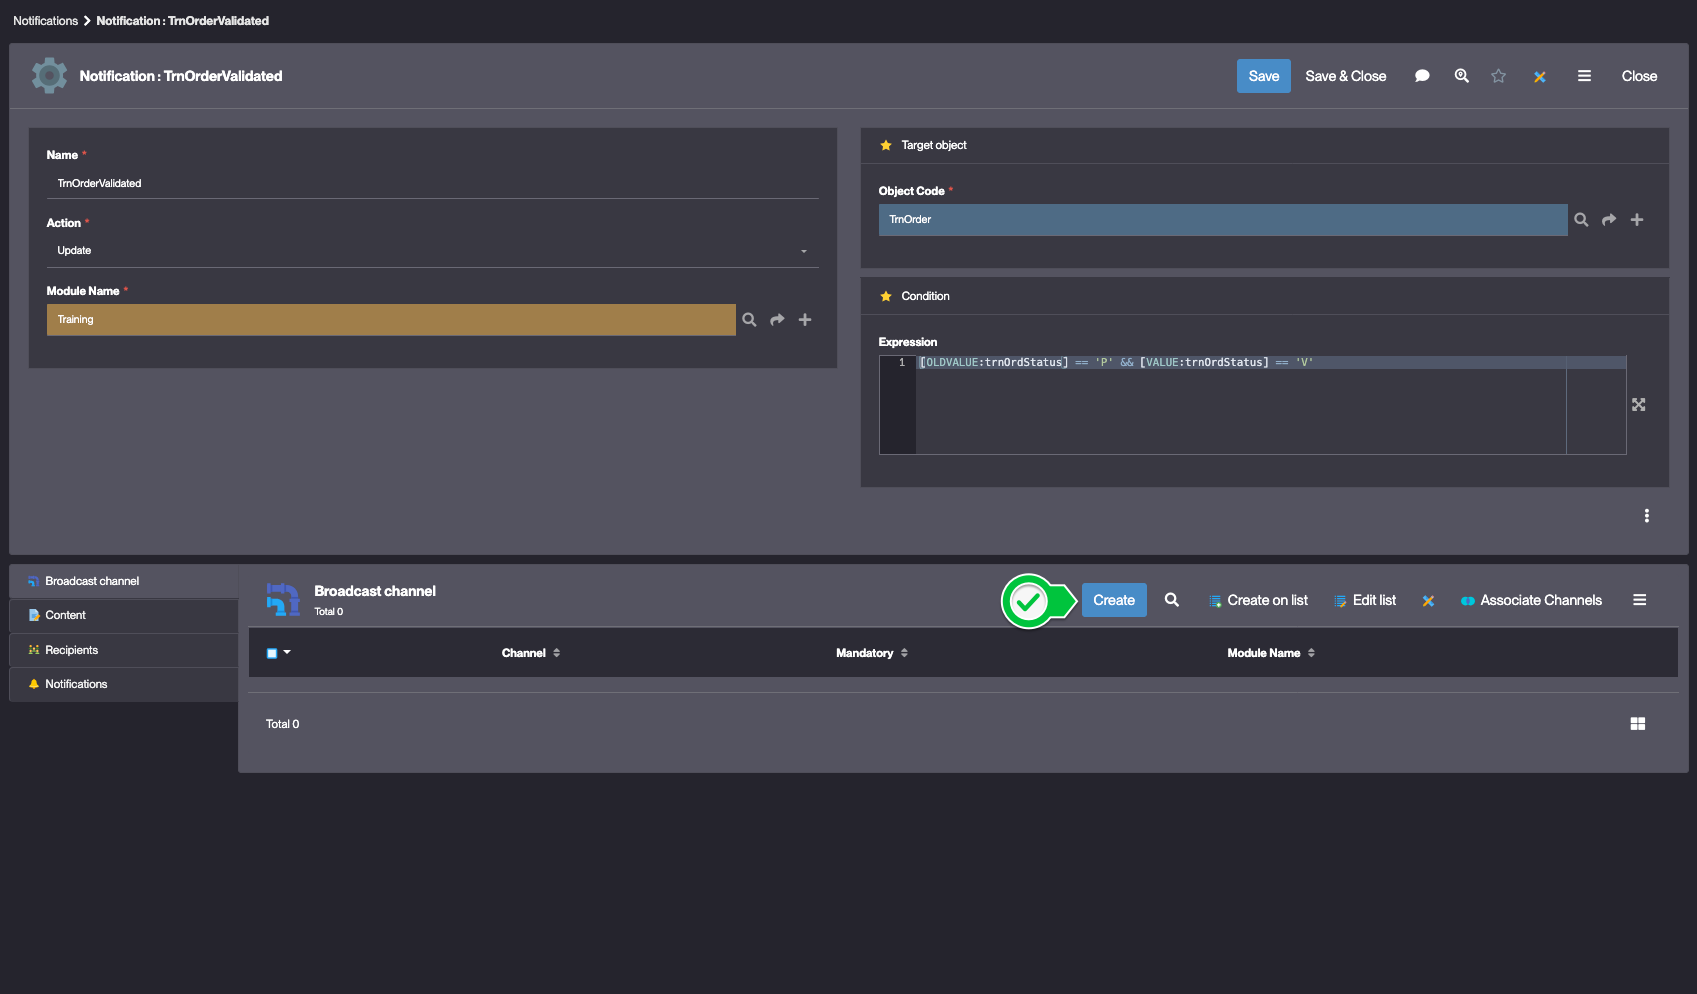 Notifications > Notification : TrnOrderValidated
Notification : TrnOrderValidated
Save
Save & Close
Close
Name *
TrnOrderValidated
Action *
Update
Module Name *
Training
Target object
Object Code *
TrnOrder
Condition
Expression
1 [OLDVALUE:trnOrdStatus] == 'P' && [VALUE:trnOrdStatus] == 'V'
Broadcast channel
Content
Recipients
Notifications
Broadcast channel
Total 0
Create
Create on list
Edit list
Associate Channels
Channel
Mandatory
Module Name
Total 0